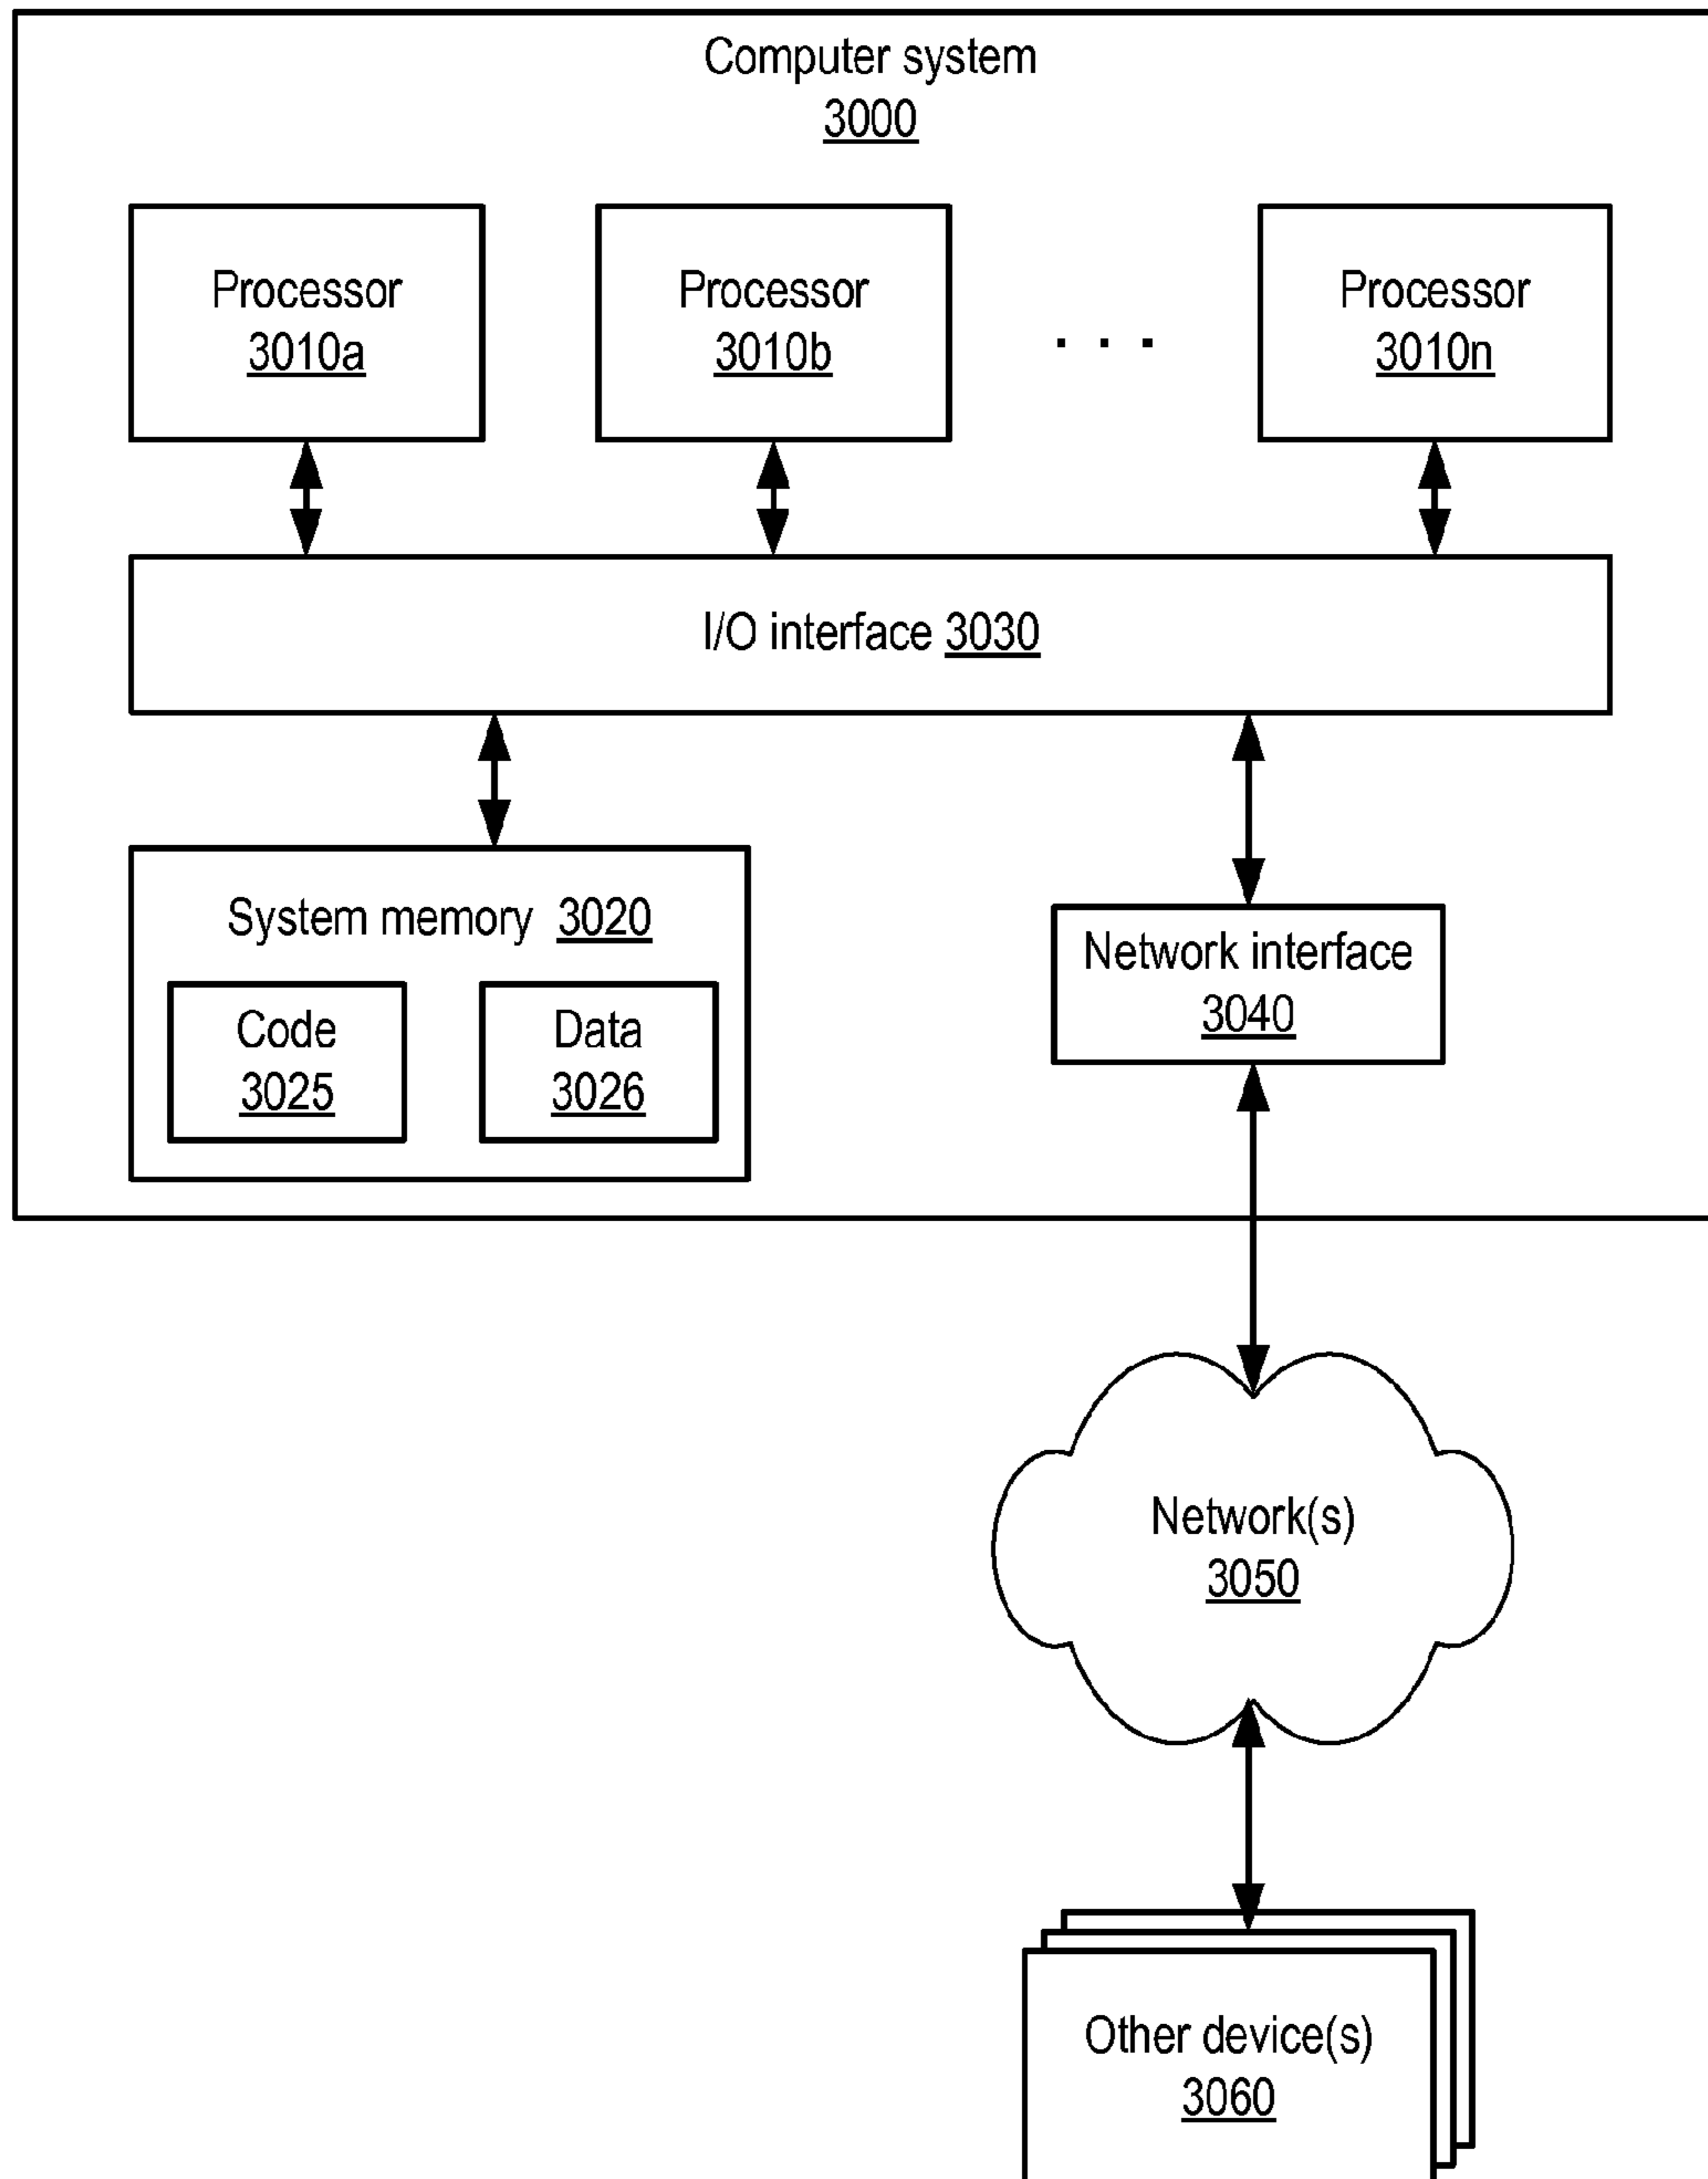 Computer system
3000
Processor
3010a
Processor
3010b
. . .
Processor
3010n
I/O interface 3030
System memory 3020
Code
3025
Data
3026
Network interface
3040
Network(s)
3050
Other device(s)
3060